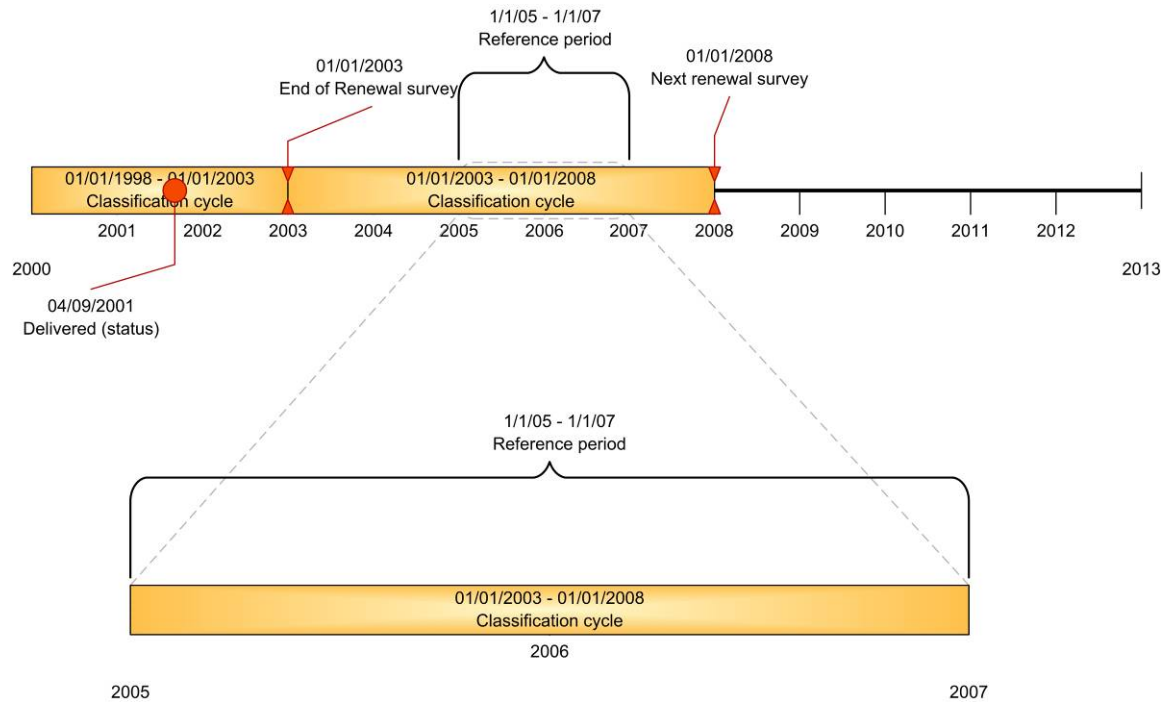 1/1/05 - 1/1/07
Reference period
01/01/2003
End of Renewal survey
01/01/2008
Next renewal survey
01/01/1998 - 01/01/2003
Classification cycle
01/01/2003 - 01/01/2008
Classification cycle
2001 2002 2003 2004 2005 2006 2007 2008 2009 2010 2011 2012
2000 2013
04/09/2001
Delivered (status)
1/1/05 - 1/1/07
Reference period
01/01/2003 - 01/01/2008
Classification cycle
2006
2005 2007